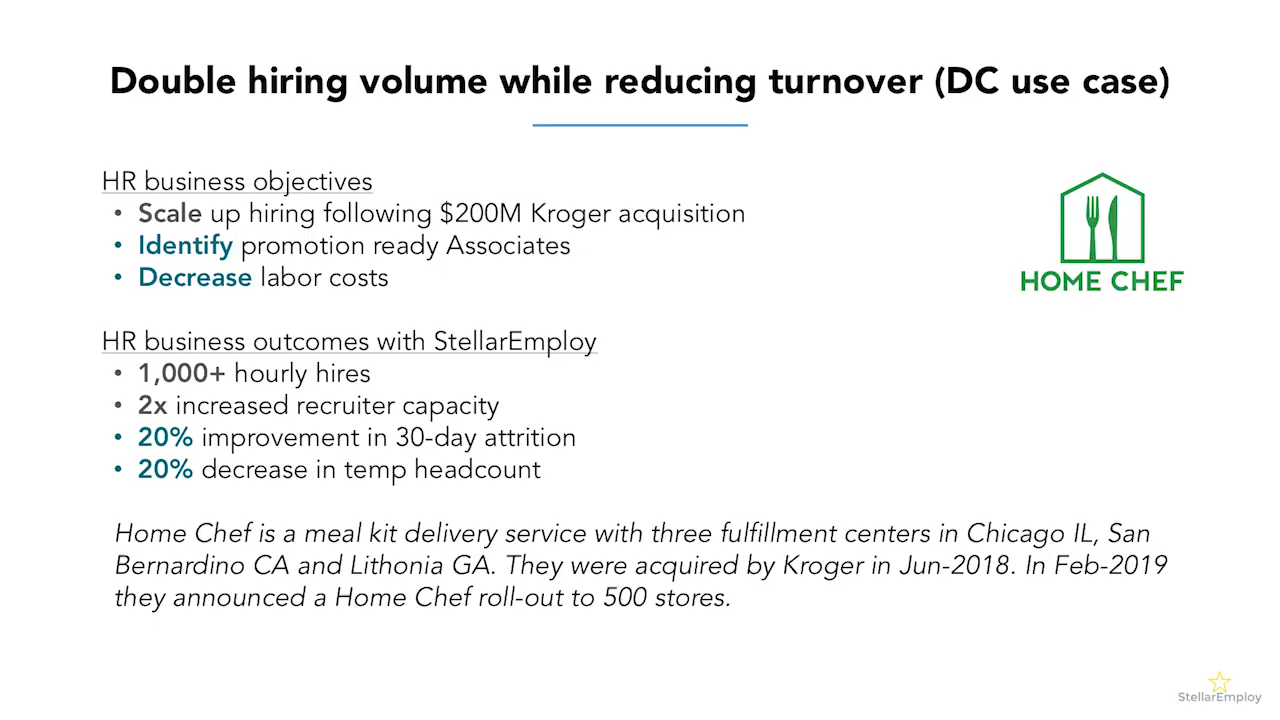 Double hiring volume while reducing turnover (DC use case)
HR business objectives
• Scale up hiring following $200M Kroger acquisition
• Identify promotion ready Associates
• Decrease labor costs
HOME CHEF
HR business outcomes with StellarEmploy
• 1,000+ hourly hires
• 2x increased recruiter capacity
• 20% improvement in 30-day attrition
• 20% decrease in temp headcount
Home Chef is a meal kit delivery service with three fulfillment centers in Chicago IL, San
Bernardino CA and Lithonia GA. They were acquired by Kroger in Jun-2018. In Feb-2019
they announced a Home Chef roll-out to 500 stores.
StellarEmploy